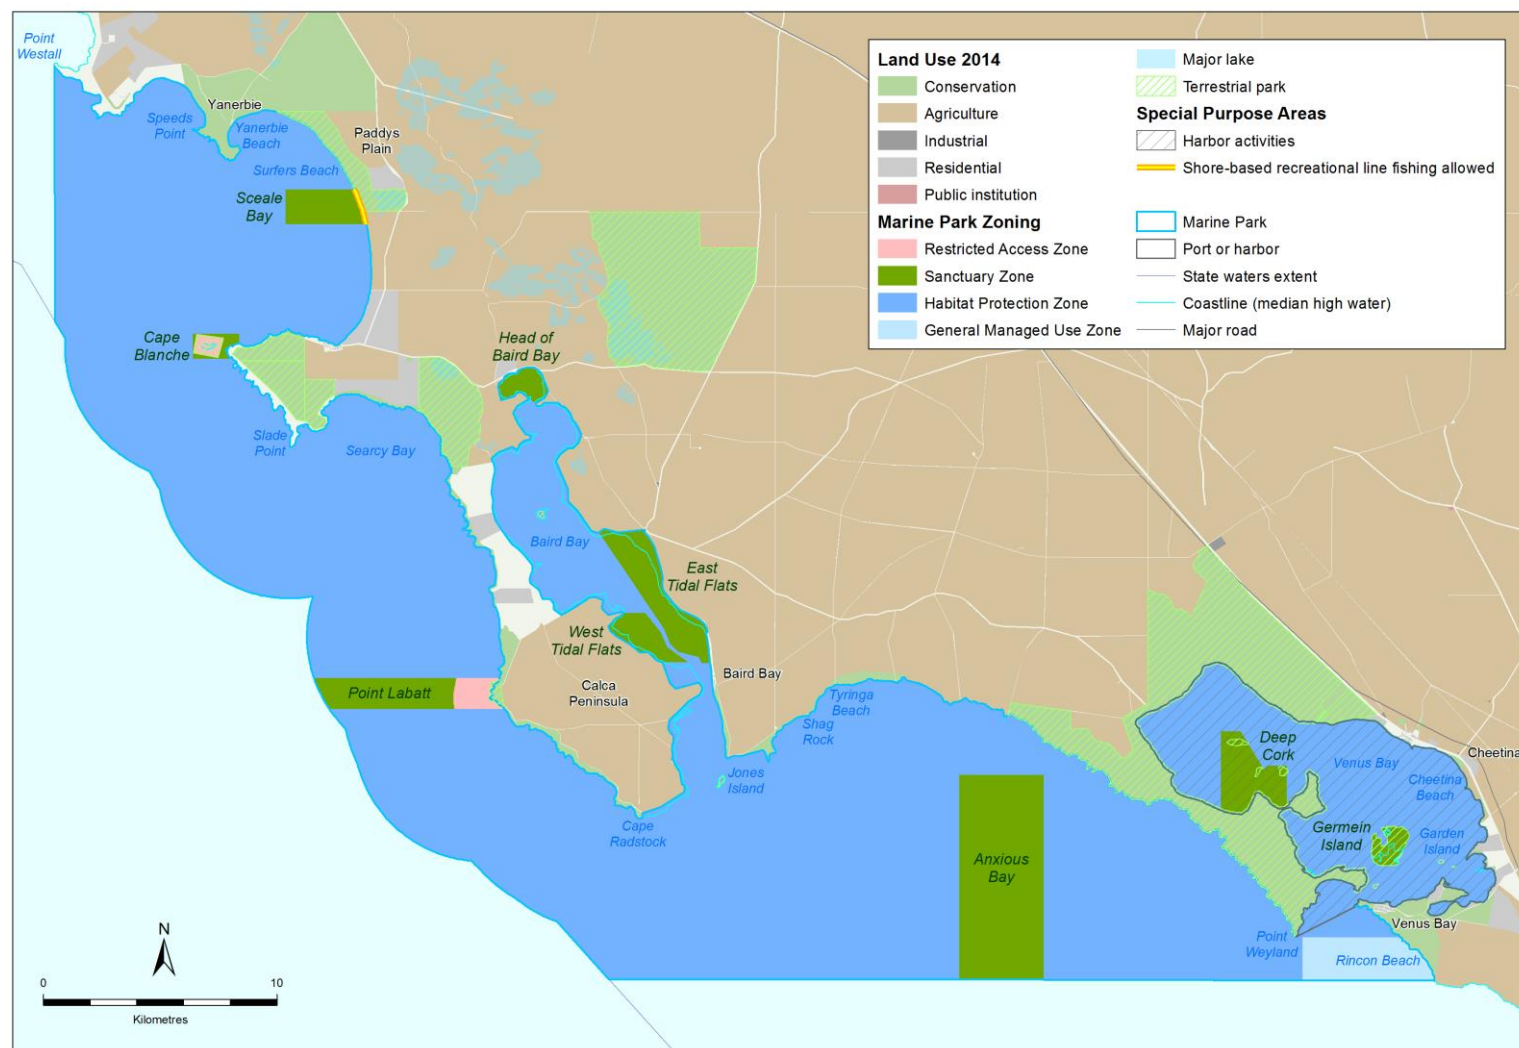 Point
Westall
Yanerbie
Speeds
Point
Yanerbie
Beach
Paddys
Plain
Surfers Beach
Sceale
Bay
Cape
Blanche
Head of
Baird Bay
Slade
Point
Searcy Bay
Baird Bay
East
Tidal Flats
West
Tidal Flats
Point Labatt
Calca
Peninsula
Baird Bay
Tyringa
Beach
Shag
Rock
Jones
Island
Cape
Radstock
Anxious
Bay
Deep
Cork
Venus Bay
Cheetina
Cheetina
Beach
Germein
Island
Garden
Island
Venus Bay
Point
Weyland
Rincon Beach
Land Use 2014
Conservation
Agriculture
Industrial
Residential
Public institution
Marine Park Zoning
Restricted Access Zone
Sanctuary Zone
Habitat Protection Zone
General Managed Use Zone
Major lake
Terrestrial park
Special Purpose Areas
Harbor activities
Shore-based recreational line fishing allowed
Marine Park
Port or harbor
State waters extent
Coastline (median high water)
Major road
N
0 10
Kilometres